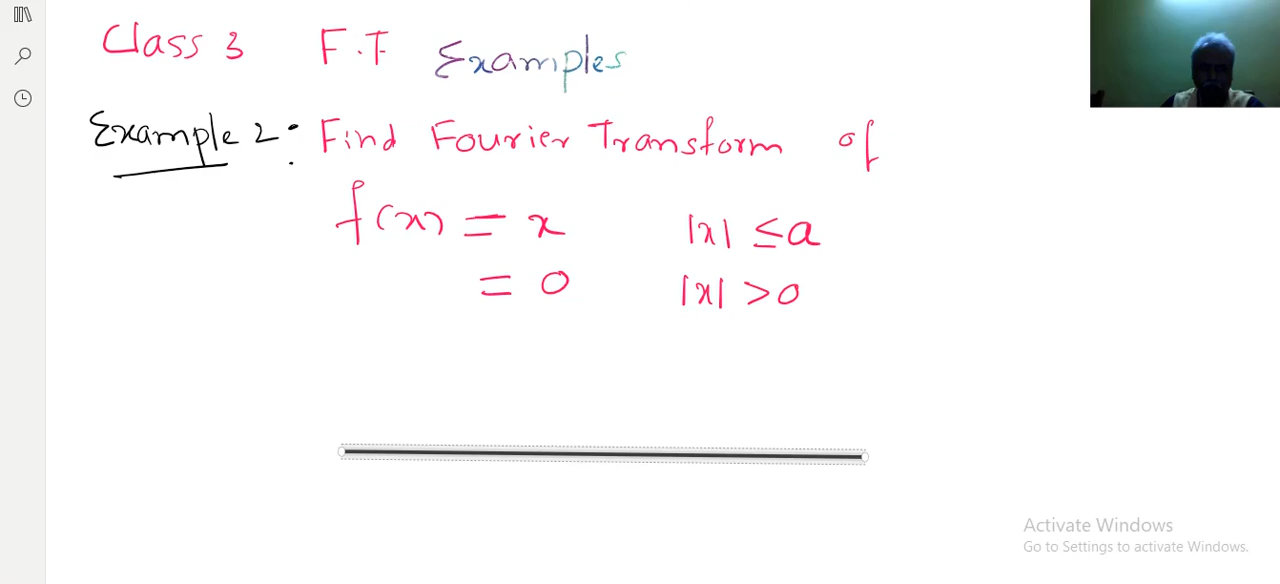 Class 3 F.T Examples
Example 2: Find Fourier Transform of
f(x) = x |x| ≤ a
= 0 |x| > 0
Activate Windows
Go to Settings to activate Windows.